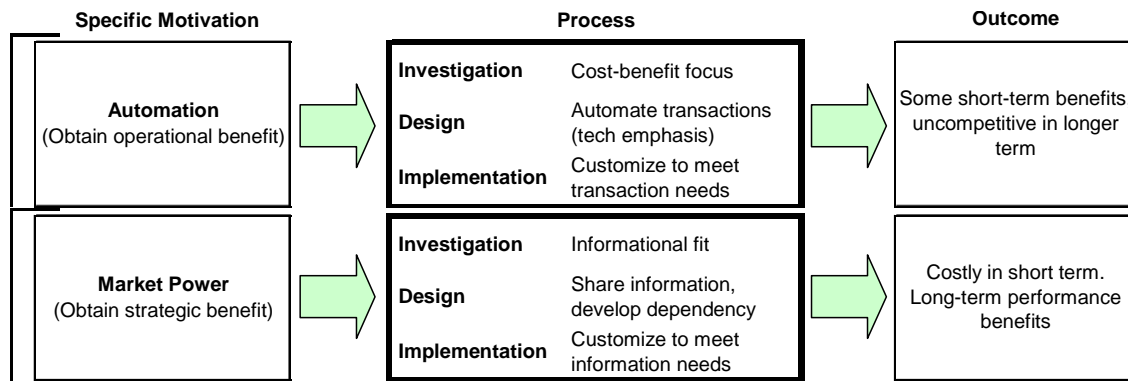 Specific Motivation
Process
Outcome
Automation
(Obtain operational benefit)
Investigation Cost-benefit focus
Design Automate transactions
(tech emphasis)
Implementation Customize to meet
transaction needs
Some short-term benefits,
uncompetitive in longer
term
Market Power
(Obtain strategic benefit)
Investigation Informational fit
Design Share information,
develop dependency
Implementation Customize to meet
information needs
Costly in short term.
Long-term performance
benefits